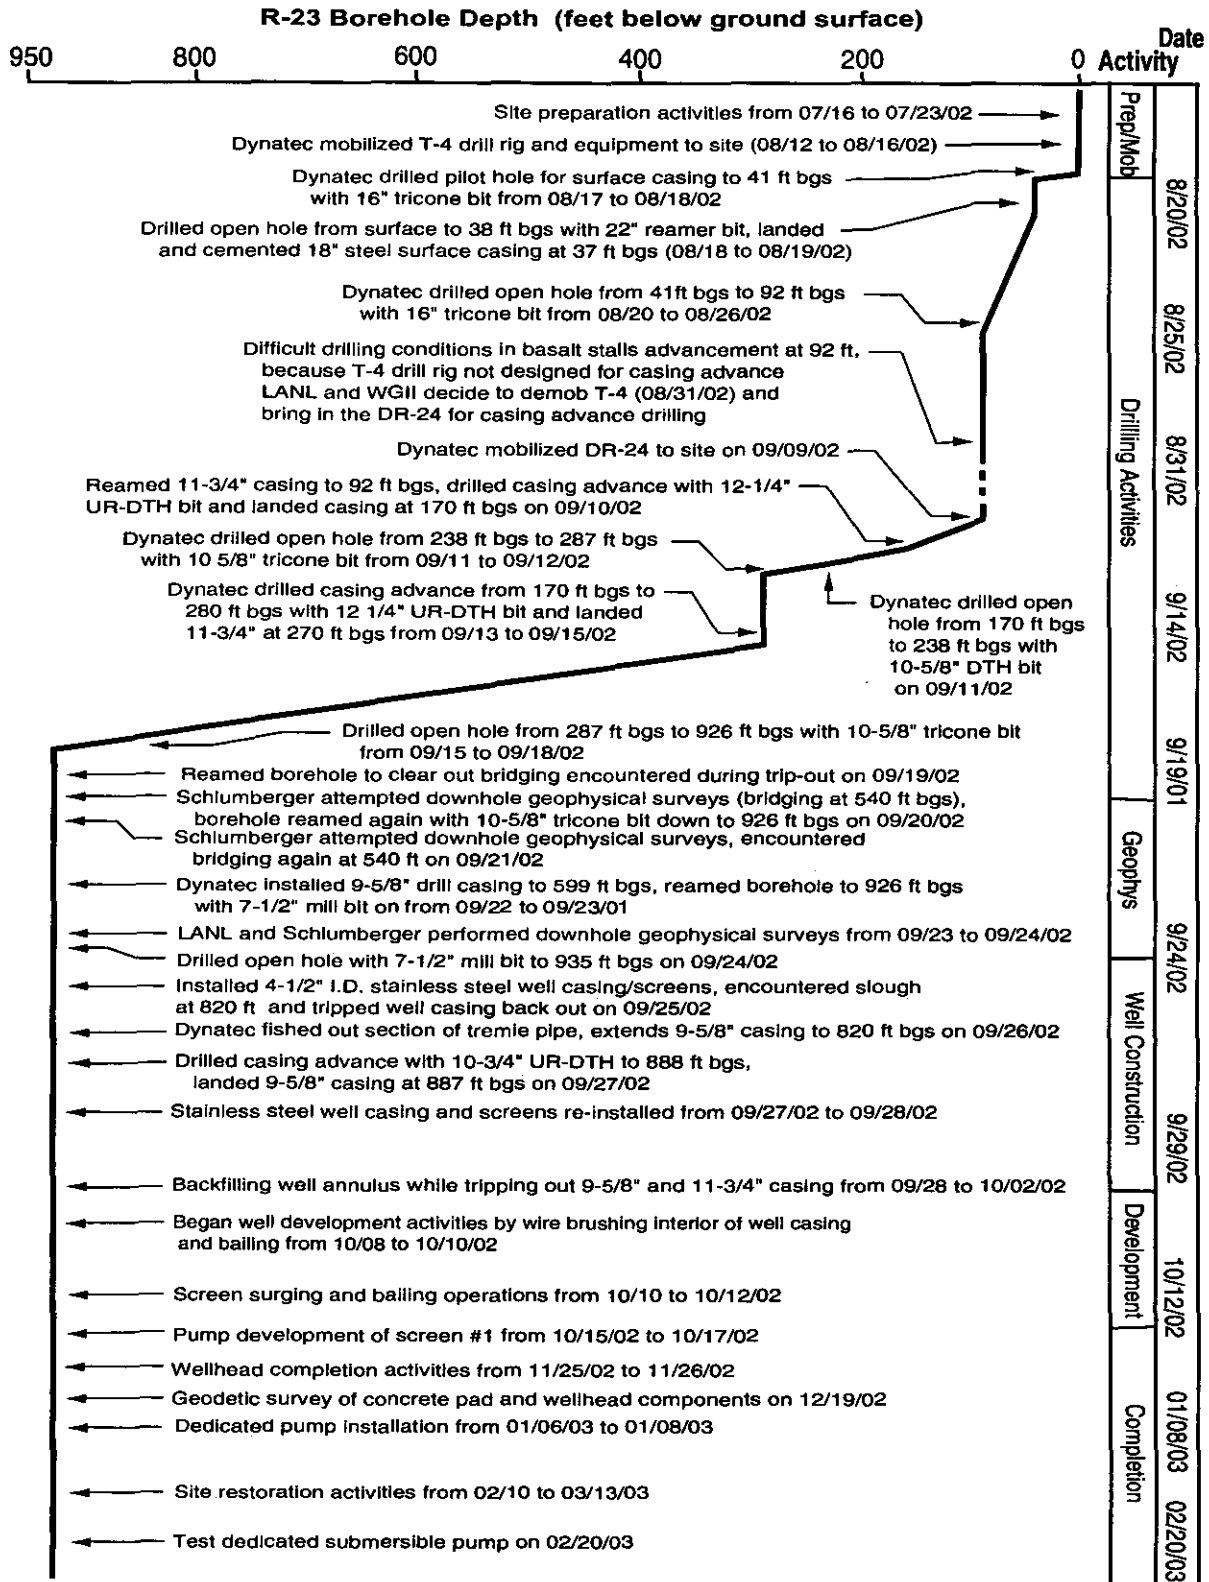 R-23 Borehole Depth (feet below ground surface)
Date
950 800 600 400 200 0 Activity
Site preparation activities from 07/16 to 07/23/02
Dynatec mobilized T-4 drill rig and equipment to site (08/12 to 08/16/02)
Dynatec drilled pilot hole for surface casing to 41 ft bgs
with 16" tricone bit from 08/17 to 08/18/02
Drilled open hole from surface to 38 ft bgs with 22" reamer bit, landed
and cemented 18" steel surface casing at 37 ft bgs (08/18 to 08/19/02)
Dynatec drilled open hole from 41ft bgs to 92 ft bgs
with 16" tricone bit from 08/20 to 08/26/02
Difficult drilling conditions in basalt stalls advancement at 92 ft,
because T-4 drill rig not designed for casing advance
LANL and WGII decide to demob T-4 (08/31/02) and
bring in the DR-24 for casing advance drilling
Dynatec mobilized DR-24 to site on 09/09/02
Reamed 11-3/4" casing to 92 ft bgs, drilled casing advance with 12-1/4"
UR-DTH bit and landed casing at 170 ft bgs on 09/10/02
Dynatec drilled open hole from 238 ft bgs to 287 ft bgs
with 10 5/8" tricone bit from 09/11 to 09/12/02
Dynatec drilled casing advance from 170 ft bgs to
280 ft bgs with 12 1/4" UR-DTH bit and landed
11-3/4" at 270 ft bgs from 09/13 to 09/15/02
Dynatec drilled open
hole from 170 ft bgs
to 238 ft bgs with
10-5/8" DTH bit
on 09/11/02
Drilled open hole from 287 ft bgs to 926 ft bgs with 10-5/8" tricone bit
from 09/15 to 09/18/02
Reamed borehole to clear out bridging encountered during trip-out on 09/19/02
Schlumberger attempted downhole geophysical surveys (bridging at 540 ft bgs),
borehole reamed again with 10-5/8" tricone bit down to 926 ft bgs on 09/20/02
Schlumberger attempted downhole geophysical surveys, encountered
bridging again at 540 ft on 09/21/02
Dynatec installed 9-5/8" drill casing to 599 ft bgs, reamed borehole to 926 ft bgs
with 7-1/2" mill bit on from 09/22 to 09/23/01
LANL and Schlumberger performed downhole geophysical surveys from 09/23 to 09/24/02
Drilled open hole with 7-1/2" mill bit to 935 ft bgs on 09/24/02
Installed 4-1/2" I.D. stainless steel well casing/screens, encountered slough
at 820 ft and tripped well casing back out on 09/25/02
Dynatec fished out section of tremie pipe, extends 9-5/8" casing to 820 ft bgs on 09/26/02
Drilled casing advance with 10-3/4" UR-DTH to 888 ft bgs,
landed 9-5/8" casing at 887 ft bgs on 09/27/02
Stainless steel well casing and screens re-installed from 09/27/02 to 09/28/02
Backfilling well annulus while tripping out 9-5/8" and 11-3/4" casing from 09/28 to 10/02/02
Began well development activities by wire brushing interior of well casing
and bailing from 10/08 to 10/10/02
Screen surging and bailing operations from 10/10 to 10/12/02
Pump development of screen #1 from 10/15/02 to 10/17/02
Wellhead completion activities from 11/25/02 to 11/26/02
Geodetic survey of concrete pad and wellhead components on 12/19/02
Dedicated pump installation from 01/06/03 to 01/08/03
Site restoration activities from 02/10 to 03/13/03
Test dedicated submersible pump on 02/20/03
Prep/Mob
Drilling Activities
Geophys
Well Construction
Development
Completion
8/20/02
8/25/02
8/31/02
9/14/02
9/19/01
9/24/02
9/29/02
10/12/02
01/08/03
02/20/03